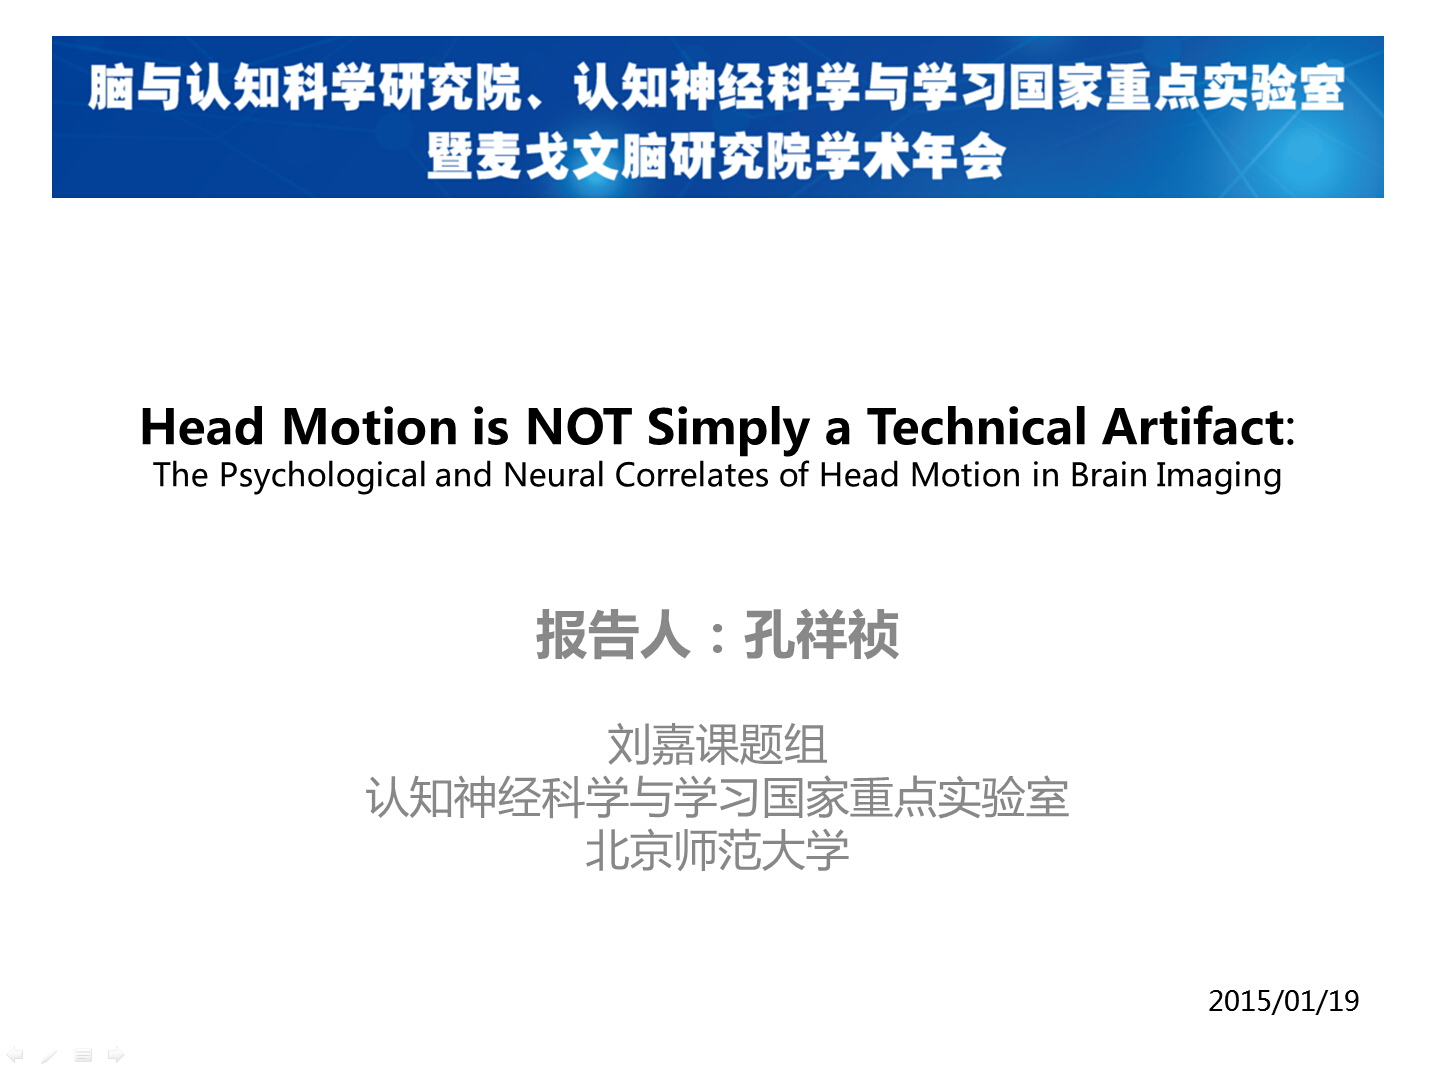 脑与认知科学研究院、认知神经科学与学习国家重点实验室
暨麦戈文脑研究院学术年会
Head Motion is NOT Simply a Technical Artifact:
The Psychological and Neural Correlates of Head Motion in Brain Imaging
报告人：孔祥祯
刘嘉课题组
认知神经科学与学习国家重点实验室
北京师范大学
2015/01/19